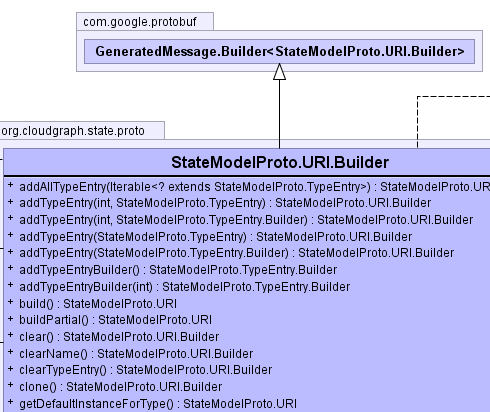 com.google.protobuf
GeneratedMessage.Builder<StateModelProto.URI.Builder>
org.cloudgraph.state.proto
StateModelProto.URI.Builder
+ addAllTypeEntry(Iterable<? extends StateModelProto.TypeEntry>) : StateModelProto.UR
+ addTypeEntry(int, StateModelProto.TypeEntry) : StateModelProto.URI.Builder
+ addTypeEntry(int, StateModelProto.TypeEntry.Builder) : StateModelProto.URI.Builder
+ addTypeEntry(StateModelProto.TypeEntry) : StateModelProto.URI.Builder
+ addTypeEntry(StateModelProto.TypeEntry.Builder) : StateModelProto.URI.Builder
+ addTypeEntryBuilder() : StateModelProto.TypeEntry.Builder
+ addTypeEntryBuilder(int) : StateModelProto.TypeEntry.Builder
+ build() : StateModelProto.URI
+ buildPartial() : StateModelProto.URI
+ clear() : StateModelProto.URI.Builder
+ clearName() : StateModelProto.URI.Builder
+ clearTypeEntry() : StateModelProto.URI.Builder
+ clone() : StateModelProto.URI.Builder
+ getDefaultInstanceForType() : StateModelProto.URI